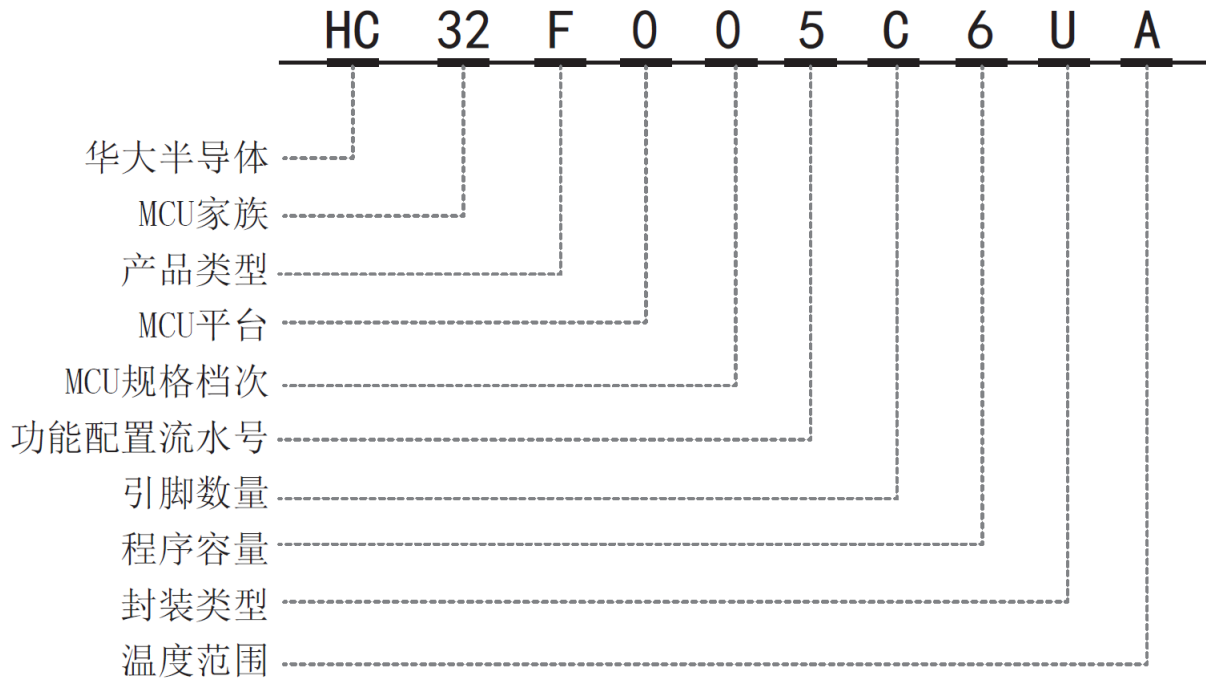 HC 32 F 0 0 5 C 6 U A
华大半导体
MCU家族
产品类型
MCU平台
MCU规格档次
功能配置流水号
引脚数量
程序容量
封装类型
温度范围